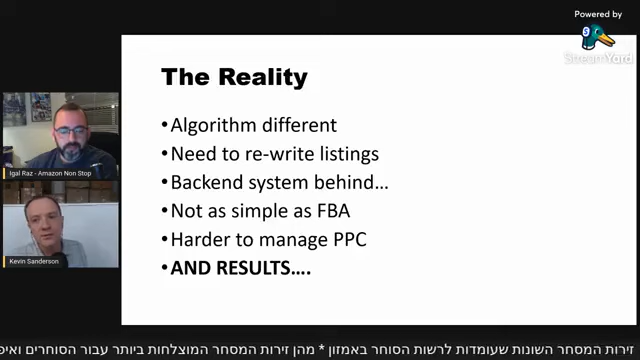 Powered by
StreamYard
The Reality
•Algorithm different
•Need to re-write listings
•Backend system behind…
•Not as simple as FBA
•Harder to manage PPC
•AND RESULTS….
Igal Raz - Amazon Non Stop
Kevin Sanderson
זירות המסחר השונות שעומדות לרשות הסוחר באמזון * מהן זירות המסחר המוצלחות ביותר עבור הסוחרים ואיפ